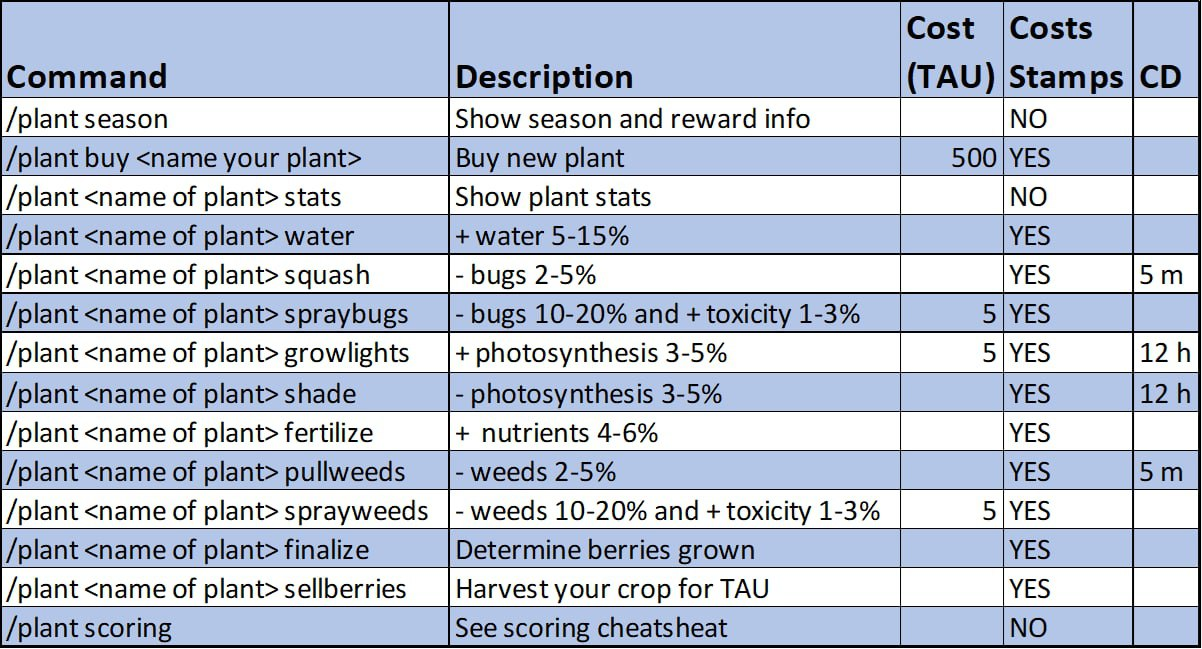 Command Description Cost (TAU) Costs Stamps CD
/plant season Show season and reward info NO
/plant buy <name your plant> Buy new plant 500 YES
/plant <name of plant> stats Show plant stats NO
/plant <name of plant> water + water 5-15% YES
/plant <name of plant> squash - bugs 2-5% YES 5 m
/plant <name of plant> spraybugs - bugs 10-20% and + toxicity 1-3% 5 YES
/plant <name of plant> growlights + photosynthesis 3-5% 5 YES 12 h
/plant <name of plant> shade - photosynthesis 3-5% YES 12 h
/plant <name of plant> fertilize + nutrients 4-6% YES
/plant <name of plant> pullweeds - weeds 2-5% YES 5 m
/plant <name of plant> sprayweeds - weeds 10-20% and + toxicity 1-3% 5 YES
/plant <name of plant> finalize Determine berries grown YES
/plant <name of plant> sellberries Harvest your crop for TAU YES
/plant scoring See scoring cheatsheat NO